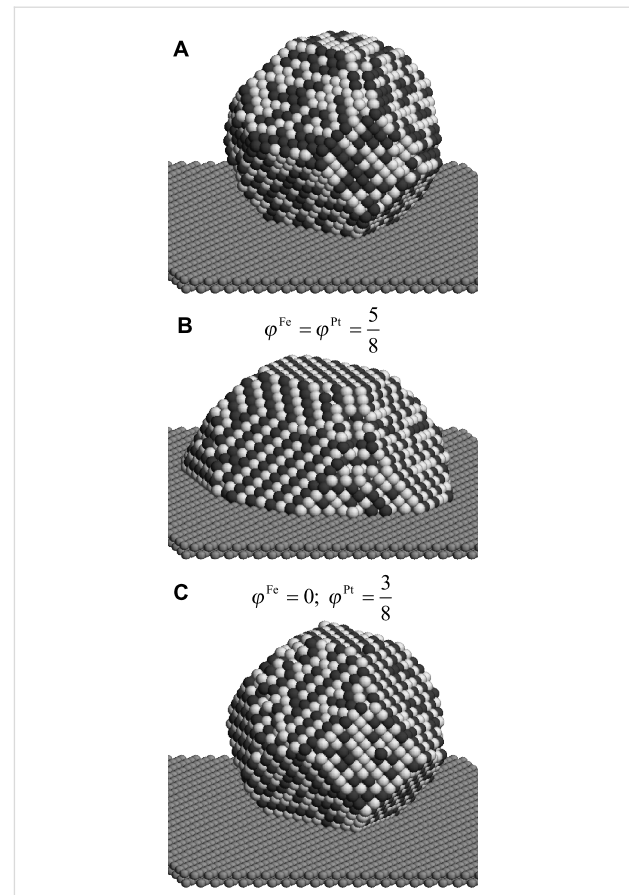 A
B
φ^Fe = φ^Pt = 5/8
C
φ^Fe = 0; φ^Pt = 3/8